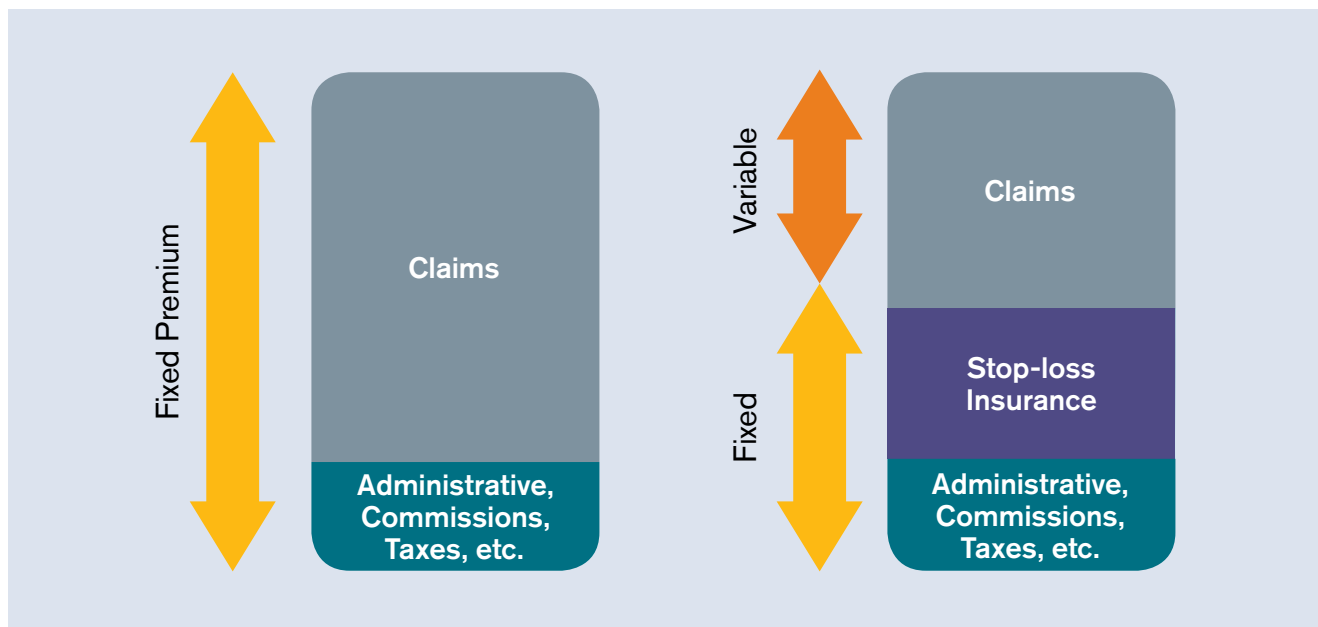 Fixed Premium
Claims
Administrative,
Commissions,
Taxes, etc.
Variable
Fixed
Claims
Stop-loss
Insurance
Administrative,
Commissions,
Taxes, etc.